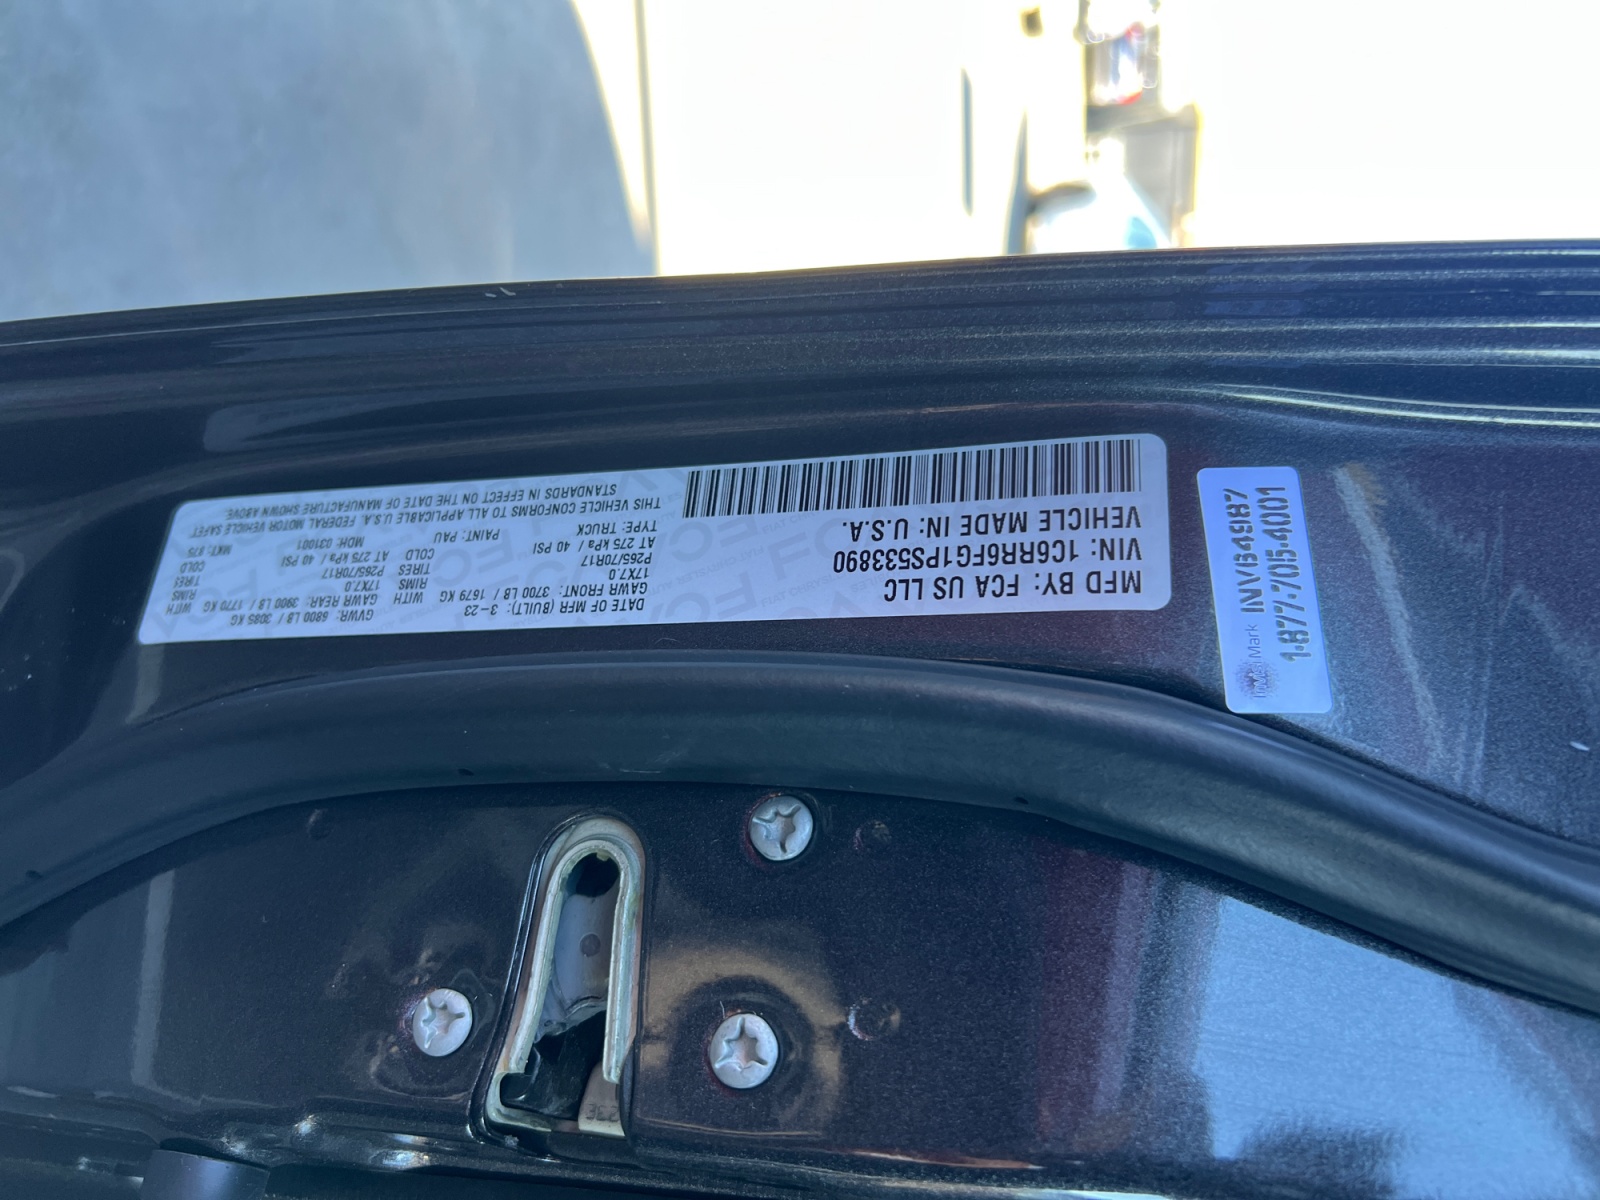 MFD BY: FCA US LLC
VIN: 1C6RR6FG1PS533890
VEHICLE MADE IN: U.S.A.
DATE OF MFR (BUILT): 3-23
GVWR: 6800 LB / 3085 KG
GAWR FRONT: 3700 LB / 1679 KG WITH
17X7.0 RIMS
P265/70R17 TIRES
AT 275 kPa / 40 PSI COLD
GAWR REAR: 3900 LB / 1770 KG WITH
17X7.0 RIMS
P265/70R17 TIRES
AT 275 kPa / 40 PSI COLD
TYPE: TRUCK PAINT: PAU MDH: 031001 MKT: 975
THIS VEHICLE CONFORMS TO ALL APPLICABLE U.S.A. FEDERAL MOTOR VEHICLE SAFETY
STANDARDS IN EFFECT ON THE DATE OF MANUFACTURE SHOWN ABOVE.
Mark INVB4987
1-877-705-4001